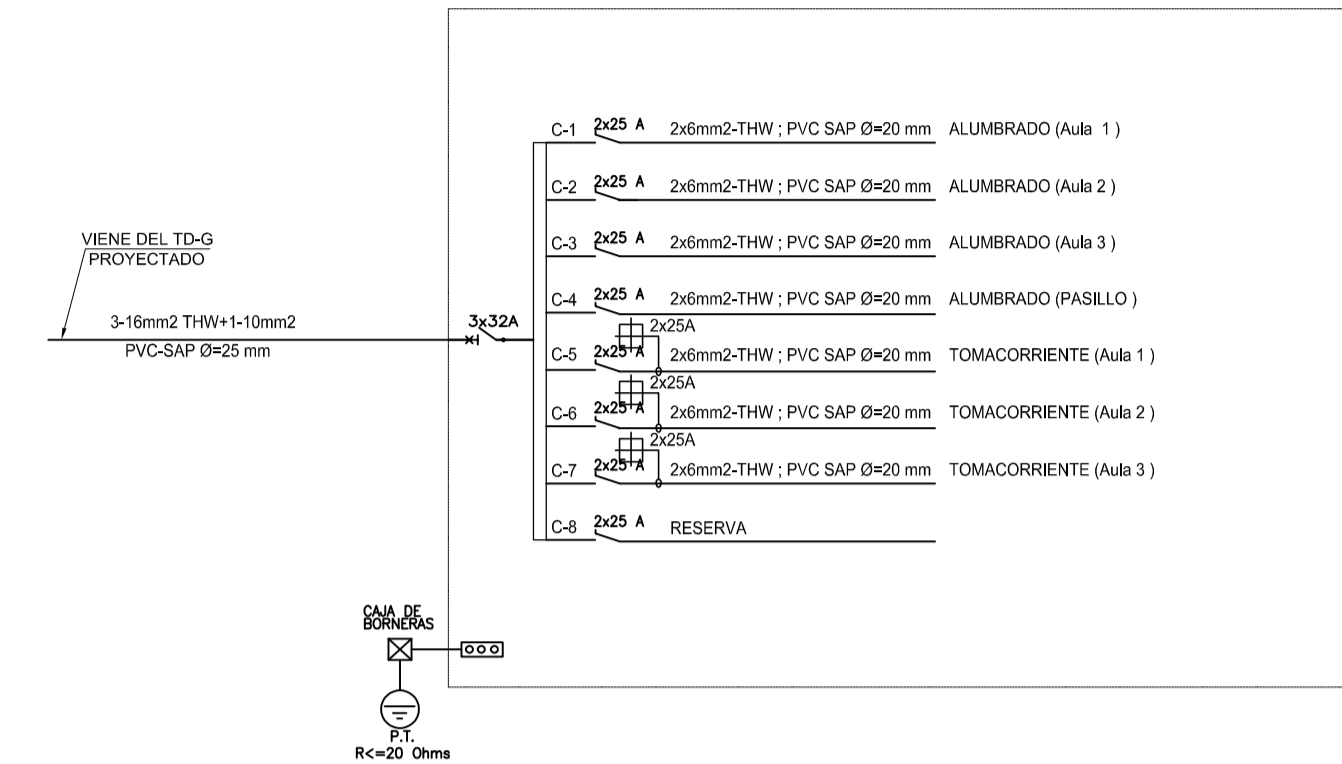 C-1 2x25 A 2x6mm2-THW ; PVC SAP Ø=20 mm ALUMBRADO (Aula 1 )
C-2 2x25 A 2x6mm2-THW ; PVC SAP Ø=20 mm ALUMBRADO (Aula 2 )
C-3 2x25 A 2x6mm2-THW ; PVC SAP Ø=20 mm ALUMBRADO (Aula 3 )
C-4 2x25 A 2x6mm2-THW ; PVC SAP Ø=20 mm ALUMBRADO (PASILLO )
2x25A
C-5 2x25 A 2x6mm2-THW ; PVC SAP Ø=20 mm TOMACORRIENTE (Aula 1 )
2x25A
C-6 2x25 A 2x6mm2-THW ; PVC SAP Ø=20 mm TOMACORRIENTE (Aula 2 )
2x25A
C-7 2x25 A 2x6mm2-THW ; PVC SAP Ø=20 mm TOMACORRIENTE (Aula 3 )
C-8 2x25 A RESERVA
VIENE DEL TD-G
PROYECTADO
3-16mm2 THW+1-10mm2
PVC-SAP Ø=25 mm
3x32A
CAJA DE
BORNERAS
P.T.
R<=20 Ohms